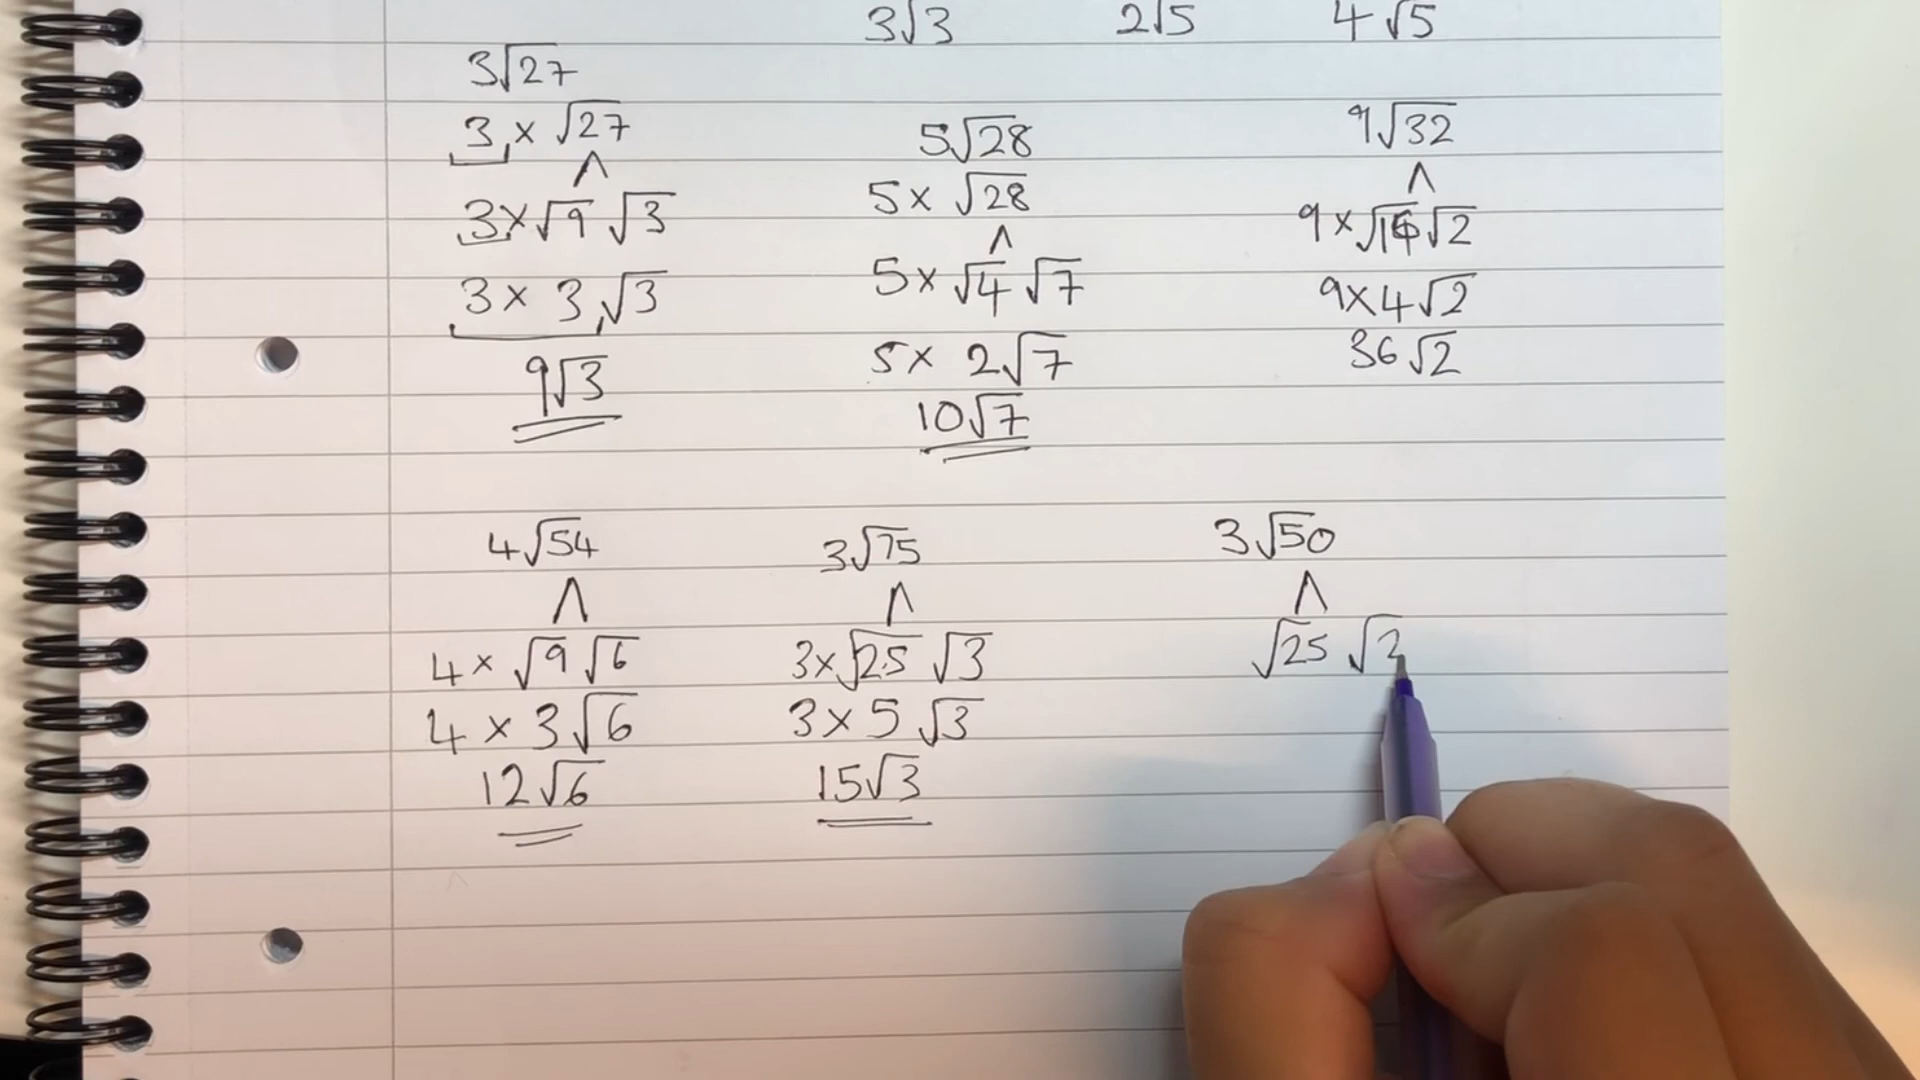 3√3 2√5 4√5
3√27
3 × √27
3 × √9 √3
3 × 3 √3
9√3
5√28
5 × √28
5 × √4 √7
5 × 2√7
10√7
9√32
9 × √16 √2
9 × 4√2
36√2
4√54
4 × √9 √6
4 × 3√6
12√6
3√75
3 × √25 √3
3 × 5 √3
15√3
3√50
√25 √2